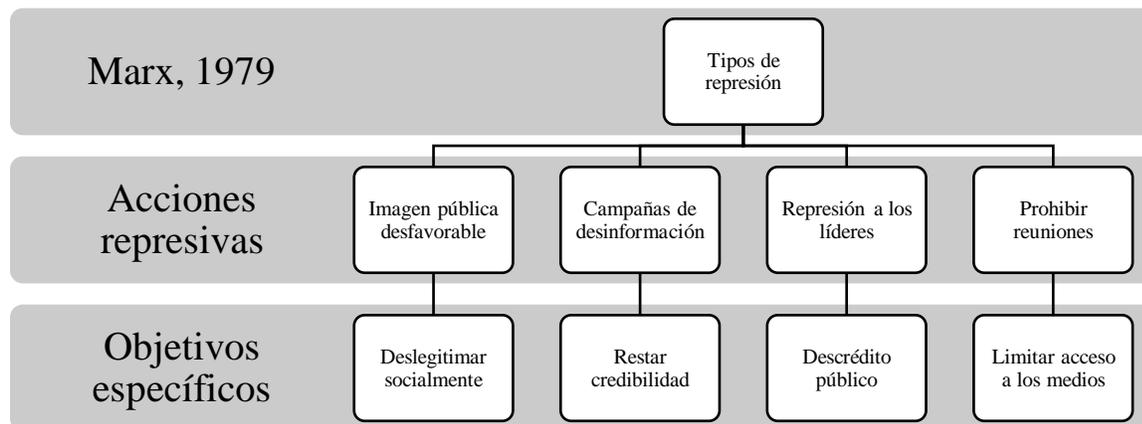 Marx, 1979
Tipos de
represión
Acciones
represivas
Imagen pública
desfavorable
Campañas de
desinformación
Represión a los
líderes
Prohibir
reuniones
Objetivos
específicos
Deslegitimar
socialmente
Restar
credibilidad
Descrédito
público
Limitar acceso
a los medios